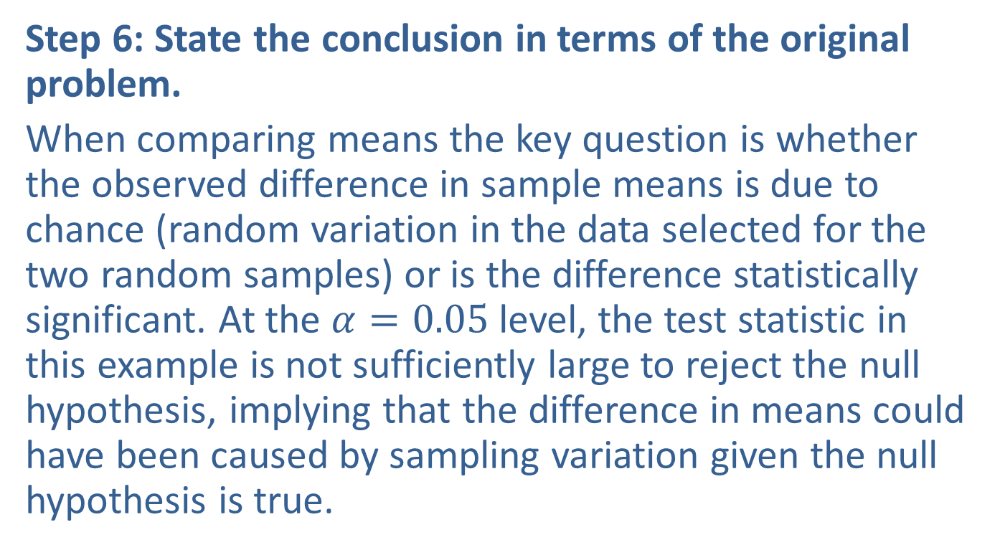 Step 6: State the conclusion in terms of the original
problem.
When comparing means the key question is whether
the observed difference in sample means is due to
chance (random variation in the data selected for the
two random samples) or is the difference statistically
significant. At the α = 0.05 level, the test statistic in
this example is not sufficiently large to reject the null
hypothesis, implying that the difference in means could
have been caused by sampling variation given the null
hypothesis is true.